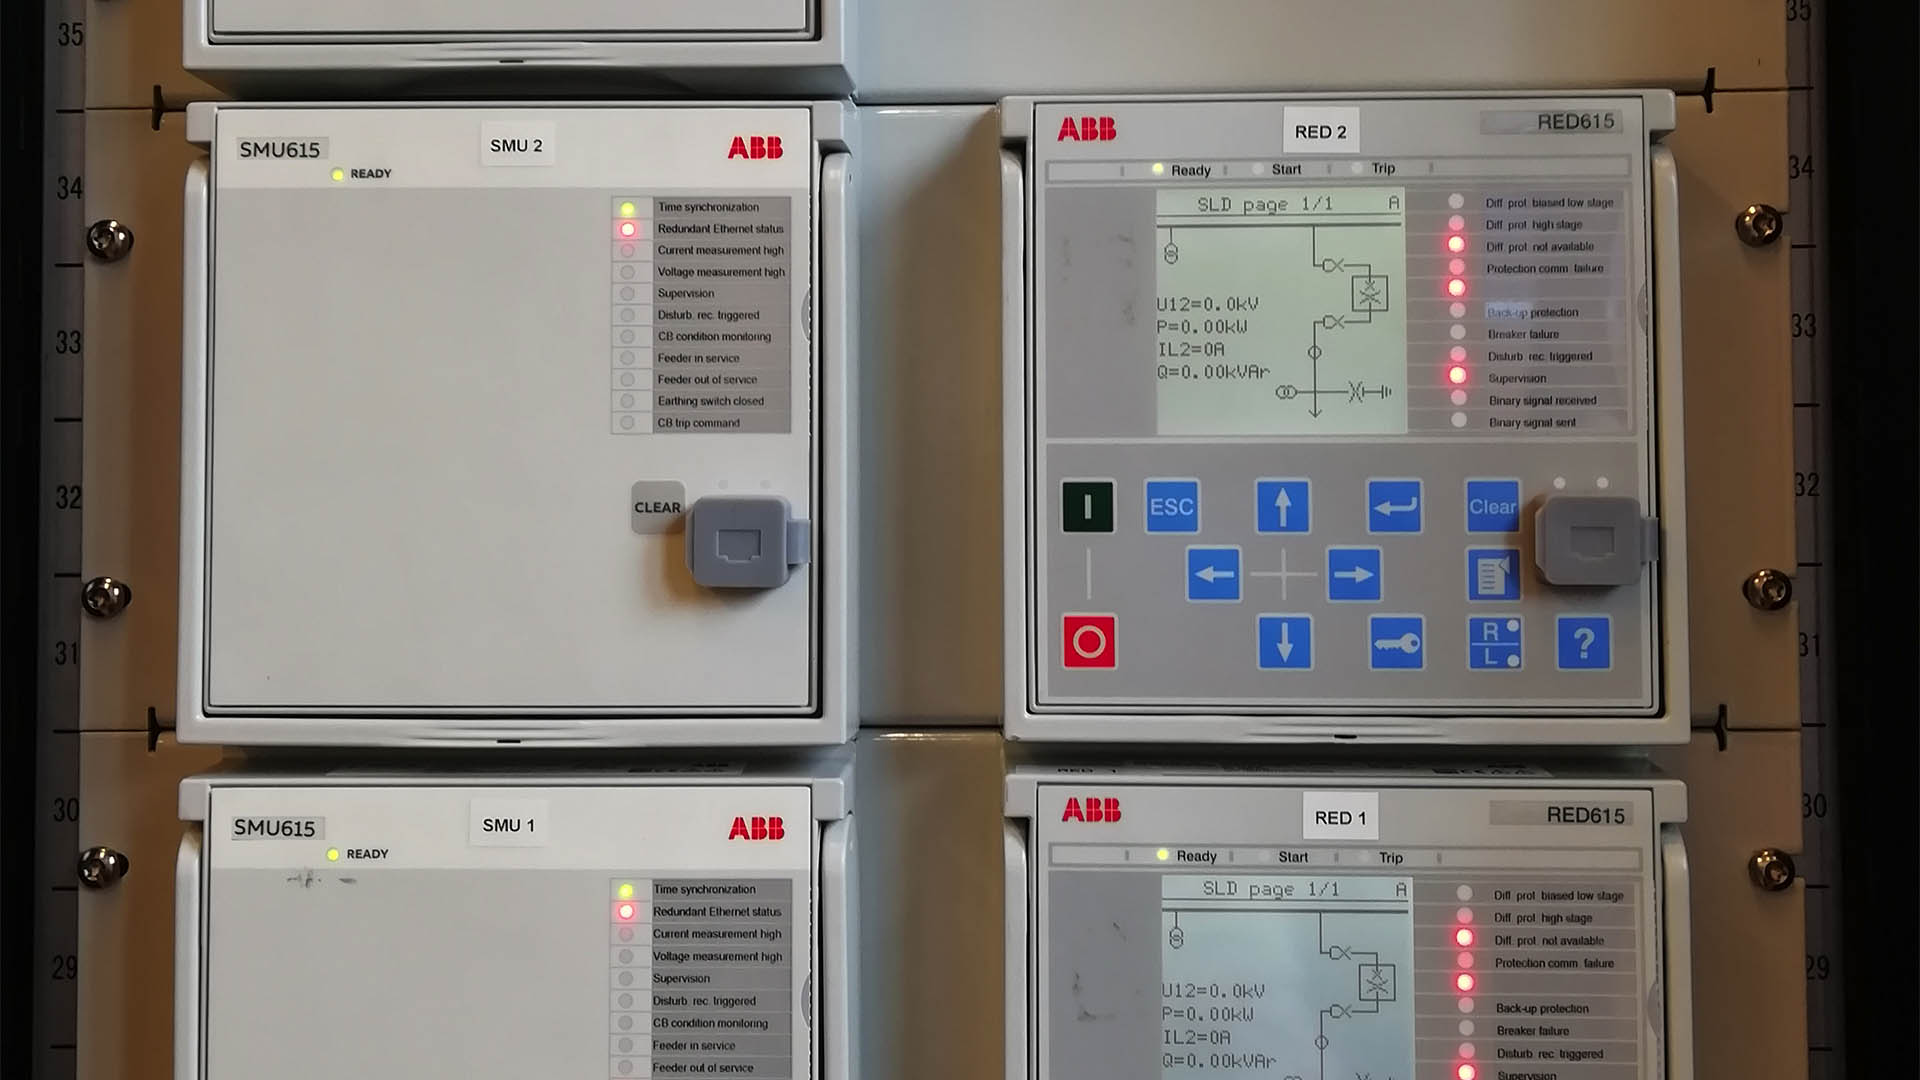 35
35
34
33
32
31
30
29
34
33
32
31
30
29
SMU615
SMU 2
ABB
READY
Time synchronization
Redundant Ethernet status
Current measurement high
Voltage measurement high
Supervision
Disturb. rec. triggered
CB condition monitoring
Feeder in service
Feeder out of service
Earthing switch closed
CB trip command
CLEAR
ABB
RED 2
RED615
Ready
Start
Trip
SLD page 1/1 A
U12=0.0kV
P=0.00kW
IL2=0A
Q=0.00kVAr
Diff. prot. biased low stage
Diff. prot. high stage
Diff. prot. not available
Protection comm. failure
Back-up protection
Breaker failure
Disturb. rec. triggered
Supervision
Binary signal received
Binary signal sent
I
ESC
Clear
R
L
?
SMU615
SMU 1
ABB
READY
Time synchronization
Redundant Ethernet status
Current measurement high
Voltage measurement high
Supervision
Disturb. rec. triggered
CB condition monitoring
Feeder in service
Feeder out of service
ABB
RED 1
RED615
Ready
Start
Trip
SLD page 1/1 A
U12=0.0kV
P=0.00kW
IL2=0A
Q=0.00kVAr
Diff. prot. biased low stage
Diff. prot. high stage
Diff. prot. not available
Protection comm. failure
Back-up protection
Breaker failure
Disturb. rec. triggered
Supervision